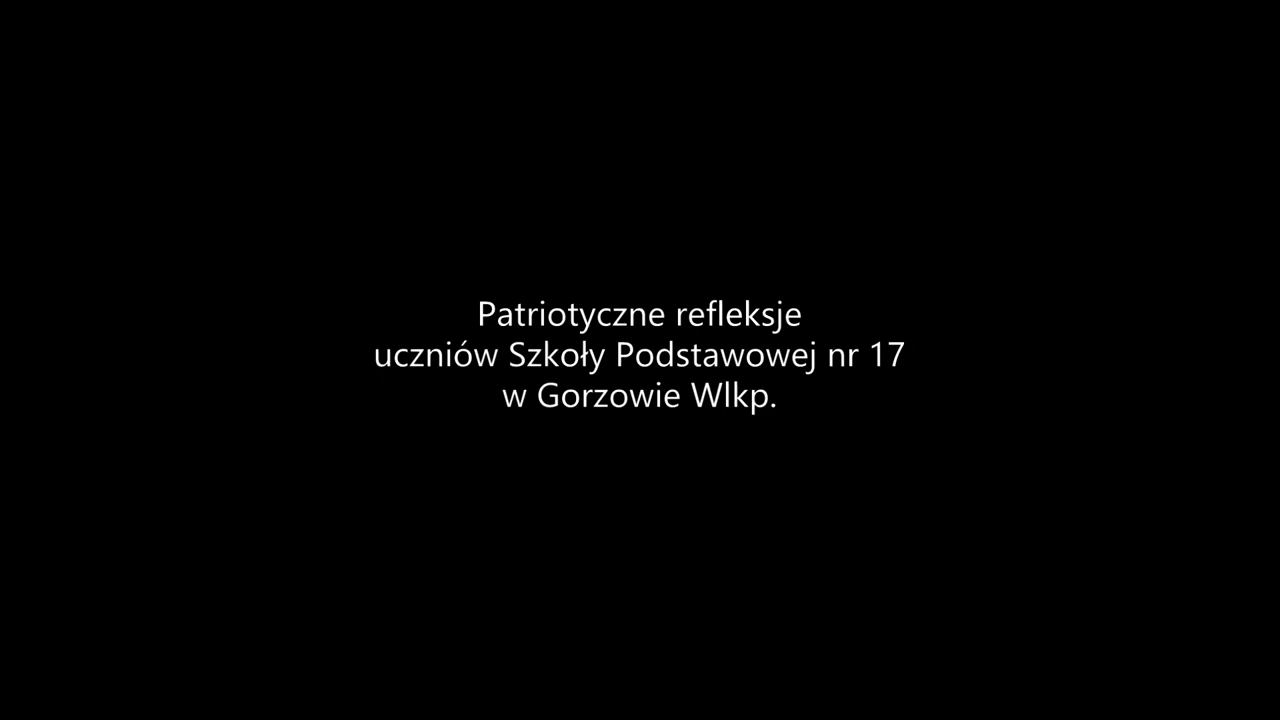 Patriotyczne refleksje
uczniów Szkoły Podstawowej nr 17
w Gorzowie Wlkp.